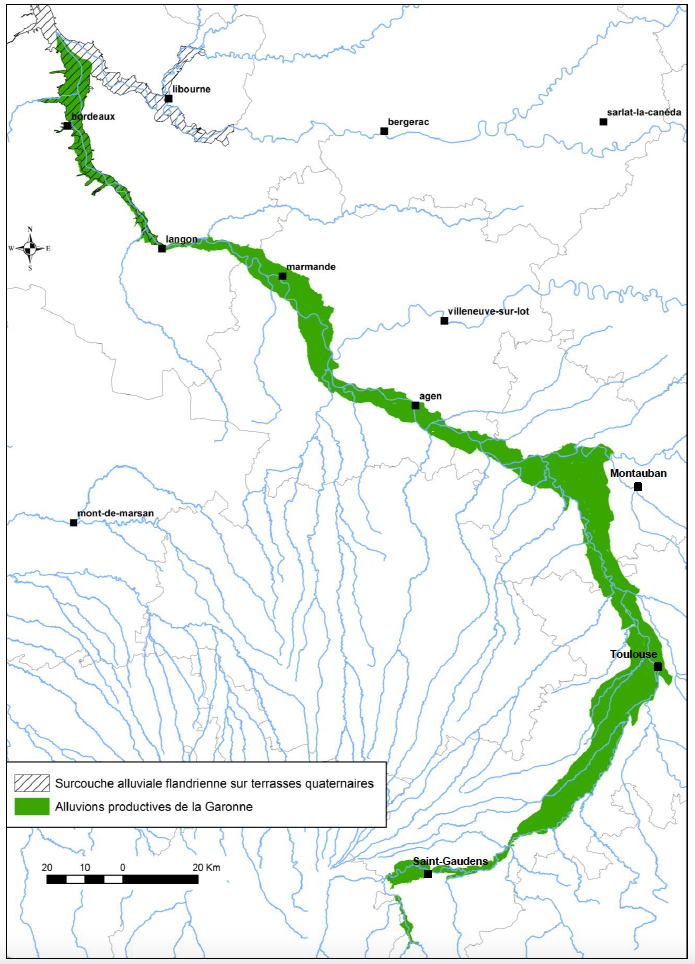 libourne
sarlat-la-canéda
bordeaux
bergerac
N
W
E
S
langon
marmande
villeneuve-sur-lot
agen
Montauban
mont-de-marsan
Toulouse
Surcouche alluviale flandrienne sur terrasses quaternaires
Alluvions productives de la Garonne
Saint-Gaudens
20 10 0 20 Km